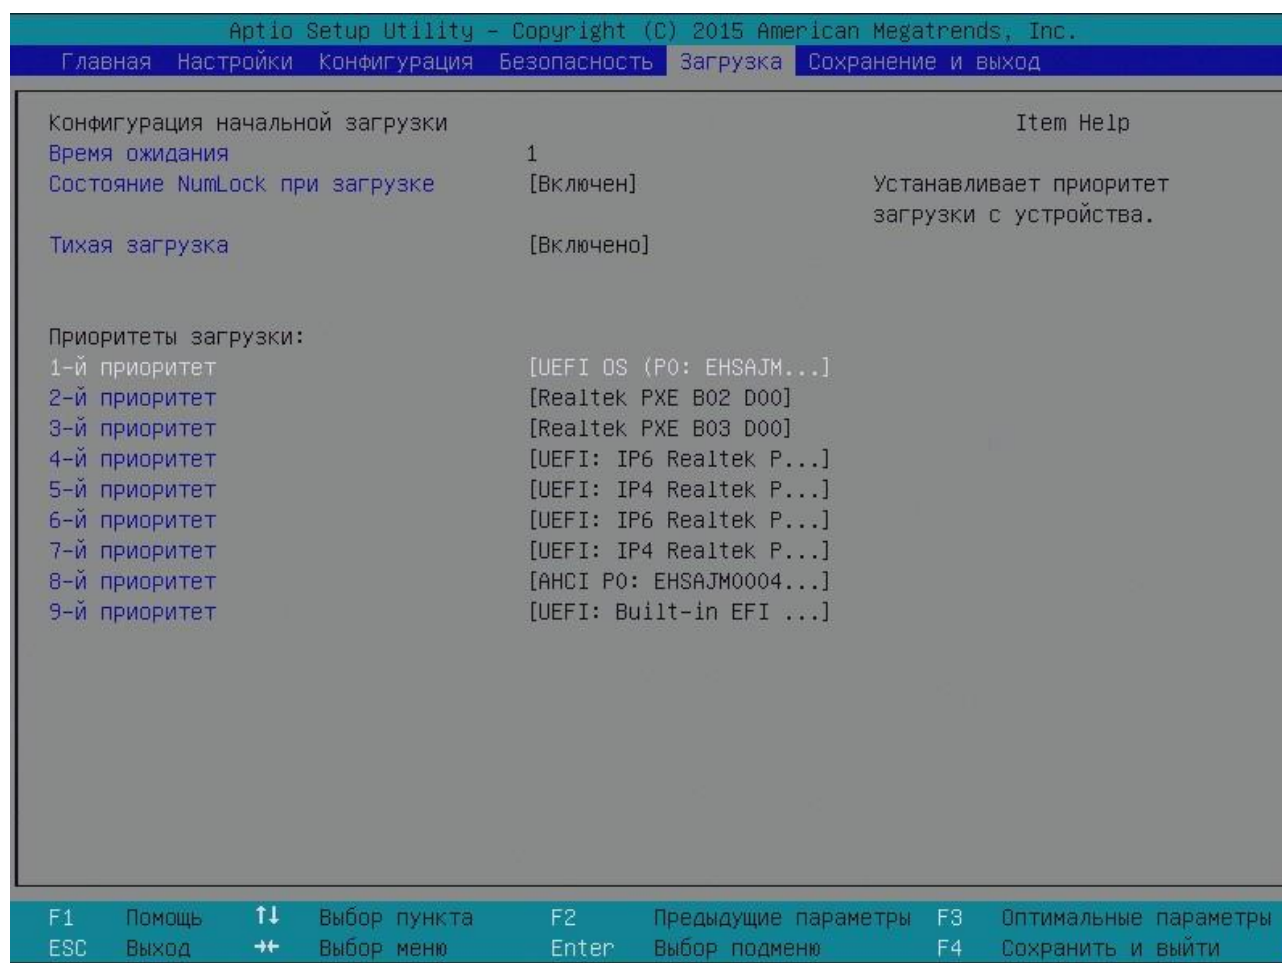 Aptio Setup Utility – Copyright (C) 2015 American Megatrends, Inc.
Главная Настройки Конфигурация Безопасность Загрузка Сохранение и выход
Конфигурация начальной загрузки
Время ожидания 1
Состояние NumLock при загрузке [Включен]
Тихая загрузка [Включено]
Приоритеты загрузки:
1-й приоритет [UEFI OS (P0: EHSAJM...]
2-й приоритет [Realtek PXE B02 D00]
3-й приоритет [Realtek PXE B03 D00]
4-й приоритет [UEFI: IP6 Realtek P...]
5-й приоритет [UEFI: IP4 Realtek P...]
6-й приоритет [UEFI: IP6 Realtek P...]
7-й приоритет [UEFI: IP4 Realtek P...]
8-й приоритет [AHCI P0: EHSAJM0004...]
9-й приоритет [UEFI: Built-in EFI ...]
Item Help
Устанавливает приоритет
загрузки с устройства.
F1 Помощь ↑↓ Выбор пункта F2 Предыдущие параметры F3 Оптимальные параметры
ESC Выход →← Выбор меню Enter Выбор подменю F4 Сохранить и выйти